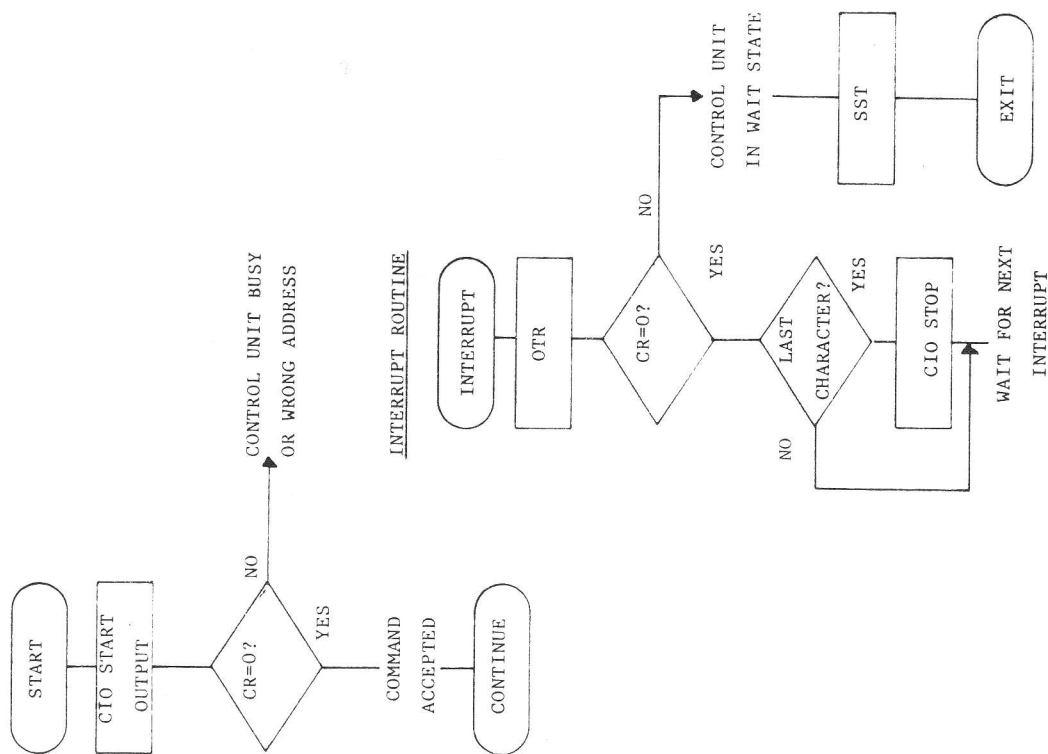 START
CIO START
OUTPUT
CR=O?
NO
CONTROL UNIT BUSY
OR WRONG ADDRESS
YES
COMMAND
ACCEPTED
CONTINUE
INTERRUPT ROUTINE
INTERRUPT
OTR
CR=O?
NO
CONTROL UNIT
IN WAIT STATE
SST
EXIT
YES
LAST
CHARACTER?
NO
YES
CIO STOP
WAIT FOR NEXT
INTERRUPT